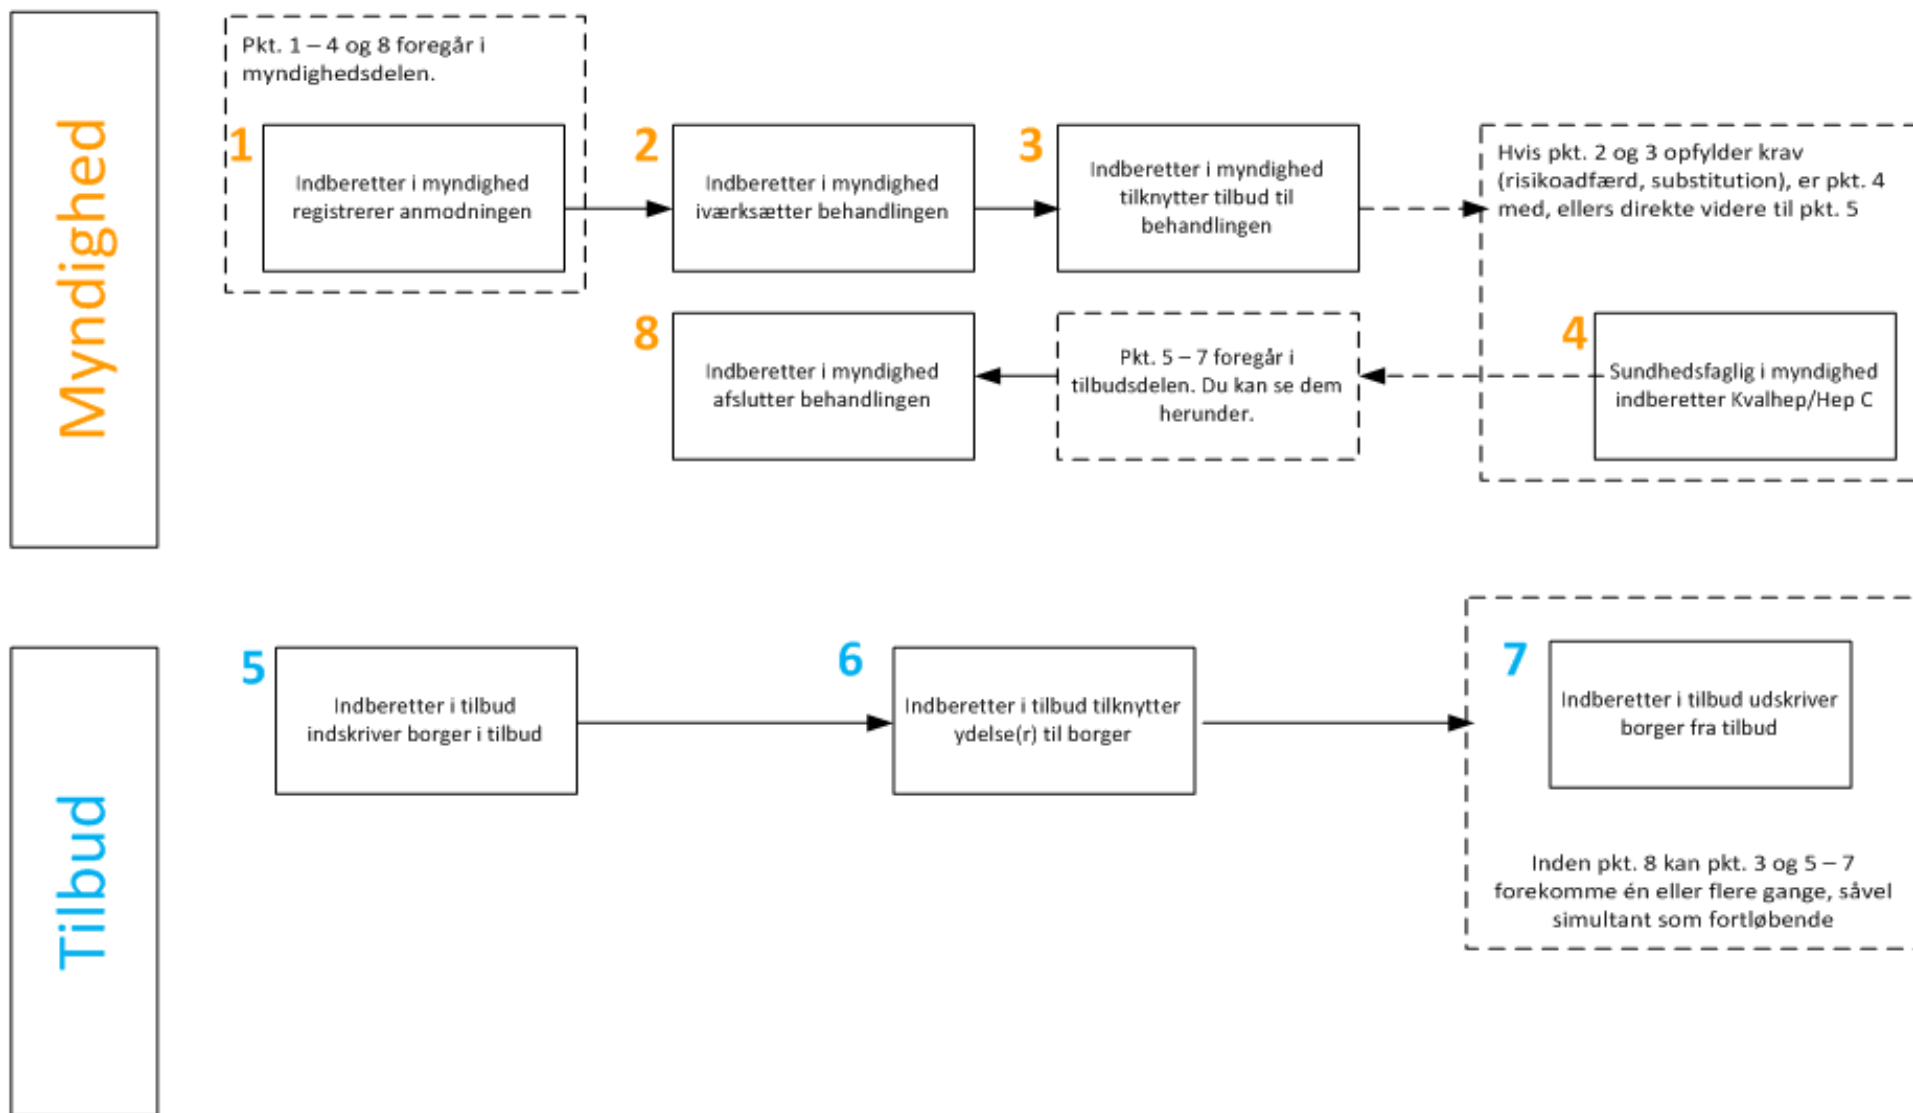 Myndighed
Pkt. 1 – 4 og 8 foregår i
myndighedsdelen.
1
Indberetter i myndighed
registrerer anmodningen
2
Indberetter i myndighed
iværksætter behandlingen
3
Indberetter i myndighed
tilknytter tilbud til
behandlingen
Hvis pkt. 2 og 3 opfylder krav
(risikoadfærd, substitution), er pkt. 4
med, ellers direkte videre til pkt. 5
4
Sundhedsfaglig i myndighed
indberetter Kvalhep/Hep C
Pkt. 5 – 7 foregår i
tilbudsdelen. Du kan se dem
herunder.
8
Indberetter i myndighed
afslutter behandlingen
Tilbud
5
Indberetter i tilbud
indskriver borger i tilbud
6
Indberetter i tilbud tilknytter
ydelse(r) til borger
7
Indberetter i tilbud udskriver
borger fra tilbud
Inden pkt. 8 kan pkt. 3 og 5 – 7
forekomme én eller flere gange, såvel
simultant som fortløbende